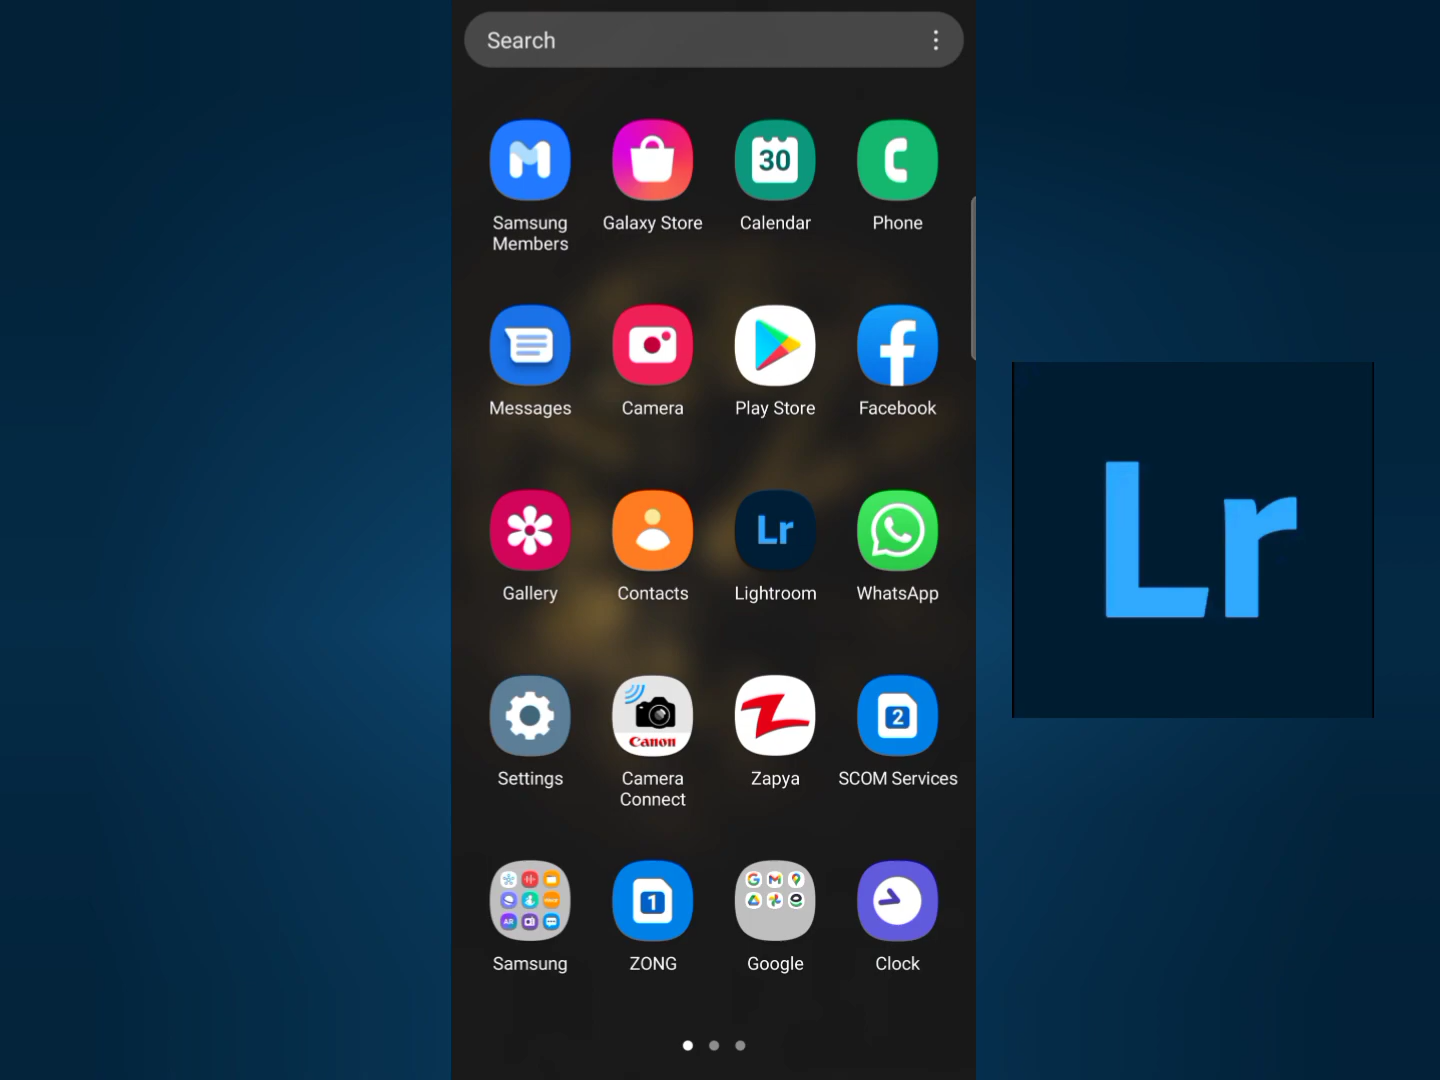 Search
30
Samsung
Members
Galaxy Store
Calendar
Phone
Messages
Camera
Play Store
Facebook
Lr
Gallery
Contacts
Lightroom
WhatsApp
Lr
Canon
2
Settings
Camera
Connect
Zapya
SCOM Services
AR
1
Samsung
ZONG
Google
Clock